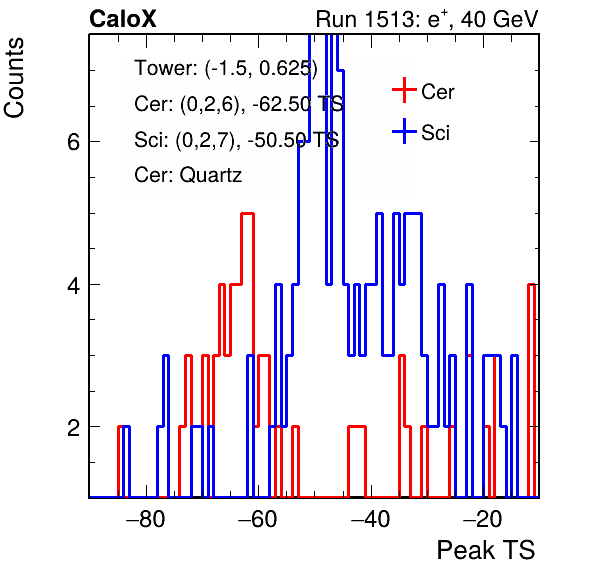 CaloX Run 1513: e+, 40 GeV
Counts
Tower: (-1.5, 0.625)
Cer: (0,2,6), -62.50 TS
Sci: (0,2,7), -50.50 TS
Cer: Quartz
Cer
Sci
6
4
2
−80 −60 −40 −20
Peak TS